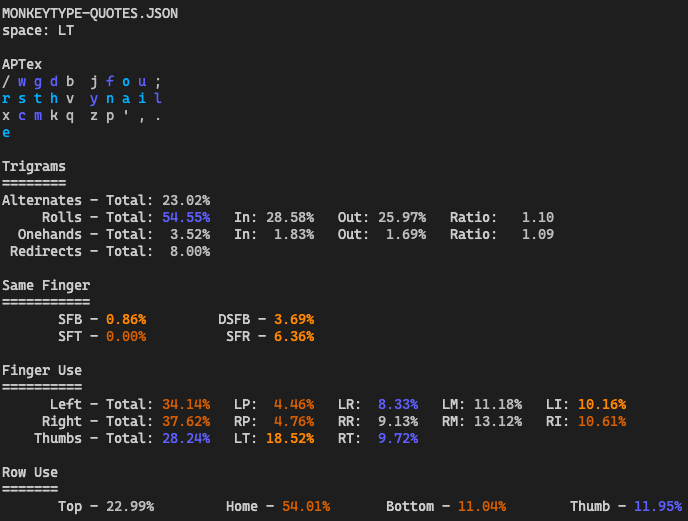 MONKEYTYPE-QUOTES.JSON
space: LT
APTex
/ w g d b  j f o u ;
r s t h v  y n a i l
x c m k q  z p ' , .
e
Trigrams
========
Alternates - Total: 23.02%
Rolls - Total: 54.55%   In: 28.58%   Out: 25.97%   Ratio:   1.10
Onehands - Total:  3.52%   In:  1.83%   Out:  1.69%   Ratio:   1.09
Redirects - Total:  8.00%
Same Finger
===========
SFB - 0.86%         DSFB - 3.69%
SFT - 0.00%          SFR - 6.36%
Finger Use
==========
Left - Total: 34.14%   LP:  4.46%   LR:  8.33%   LM: 11.18%   LI: 10.16%
Right - Total: 37.62%   RP:  4.76%   RR:  9.13%   RM: 13.12%   RI: 10.61%
Thumbs - Total: 28.24%   LT: 18.52%   RT:  9.72%
Row Use
=======
Top - 22.99%         Home - 54.01%       Bottom - 11.04%        Thumb - 11.95%